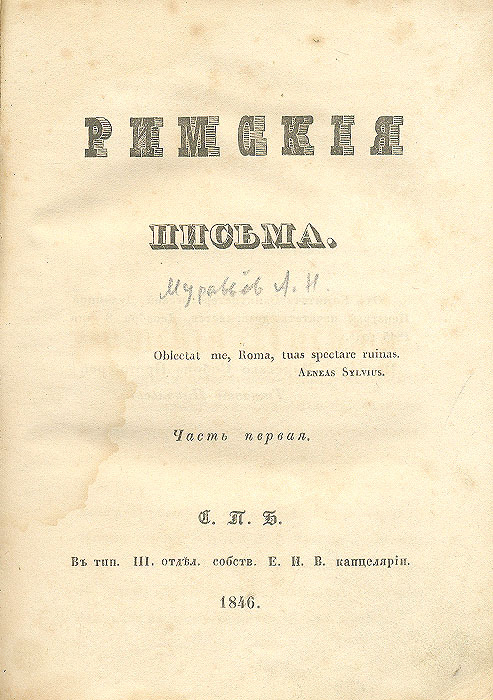 РИМСКІЯ
ПИСЬМА.
Муравьёв А. Н.
Oblectat me, Roma, tuas spectare ruinas.
Aeneas Sylvius.
Часть первая.
С. П. Б.
Въ тип. III. отдѣл. собств. Е. И. В. канцеляріи.
1846.